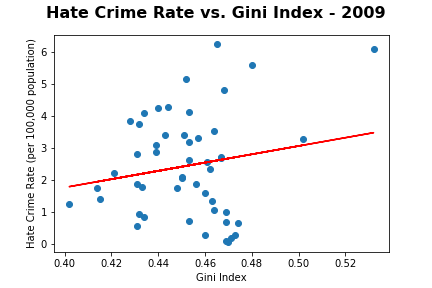 Hate Crime Rate vs. Gini Index - 2009
Hate Crime Rate (per 100,000 population)
6
5
4
3
2
1
0
0.40 0.42 0.44 0.46 0.48 0.50 0.52
Gini Index